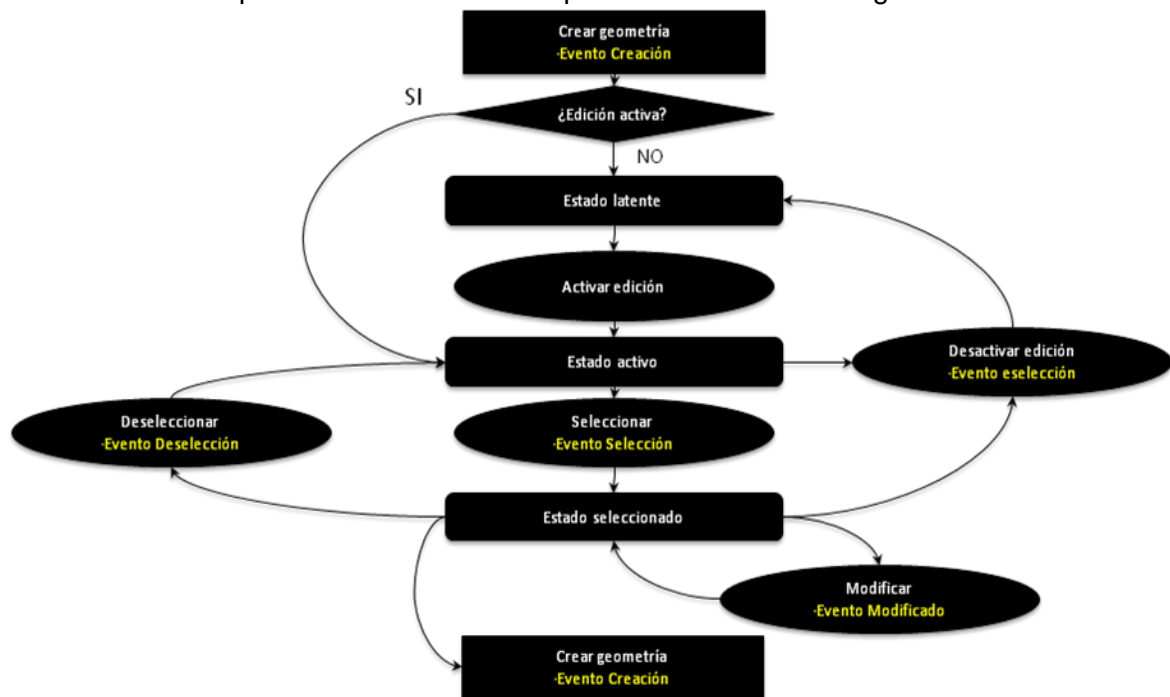 Crear geometría
·Evento Creación
SI
¿Edición activa?
NO
Estado latente
Activar edición
Estado activo
Desactivar edición
·Evento eselección
Deseleccionar
·Evento Deselección
Seleccionar
·Evento Selección
Estado seleccionado
Modificar
·Evento Modificado
Crear geometría
·Evento Creación